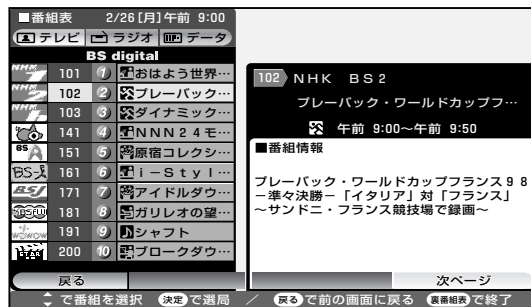 ■番組表 2/26[月]午前 9:00
テレビ ラジオ データ
BS digital
101 1 おはよう世界…
102 2 プレーバック…
103 3 ダイナミック…
141 4 NNN24モ…
BS 151 5 原宿コレクシ…
BS-i 161 6 i-Styl…
BSJ 171 7 アイドルダウ…
181 8 ガリレオの望…
WOWOW 191 9 シャフト
STAR 200 10 ブロークダウ…
戻る
102 NHK BS2
プレーバック・ワールドカップフ…
午前 9:00〜午前 9:50
■番組情報
プレーバック・ワールドカップフランス98
-準々決勝-「イタリア」対「フランス」
〜サンドニ・フランス競技場で録画〜
次ページ
で番組を選択 決定で選局 / 戻るで前の画面に戻る 裏番組表で終了